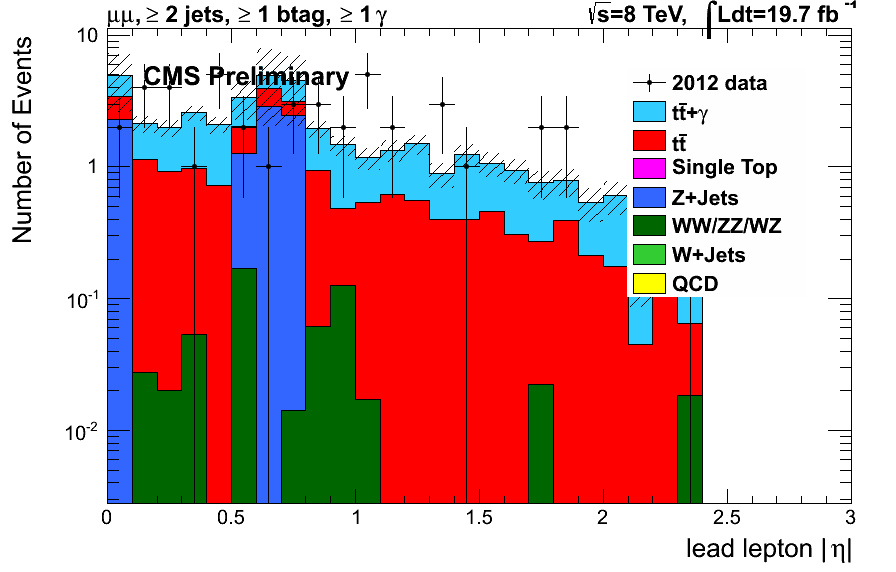 μμ, ≥ 2 jets, ≥ 1 btag, ≥ 1 γ √s=8 TeV, ∫Ldt=19.7 fb⁻¹
CMS Preliminary
Number of Events
10
1
10⁻¹
10⁻²
2012 data
tt̄+γ
tt̄
Single Top
Z+Jets
WW/ZZ/WZ
W+Jets
QCD
0 0.5 1 1.5 2 2.5 3
lead lepton |η|